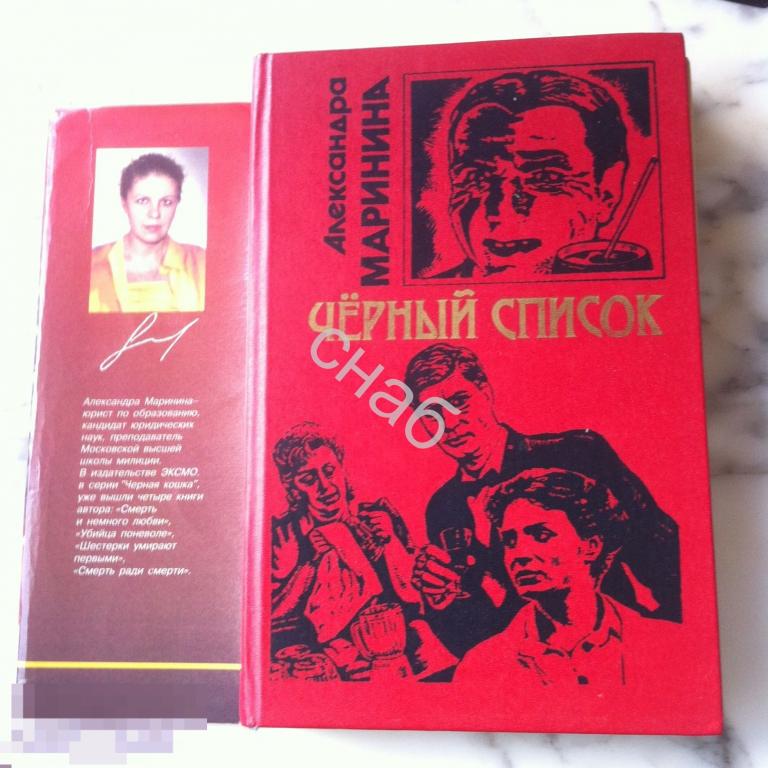 Александра Маринина–
юрист по образованию,
кандидат юридических
наук, преподаватель
Московской высшей
школы милиции.
В издательстве ЭКСМО,
в серии "Черная кошка",
уже вышли четыре книги
автора: «Смерть
и немного любви»,
«Убийца поневоле»,
«Шестерки умирают
первыми»,
«Смерть ради смерти».
Александра
МАРИНИНА
ЧЁРНЫЙ СПИСОК
снаб